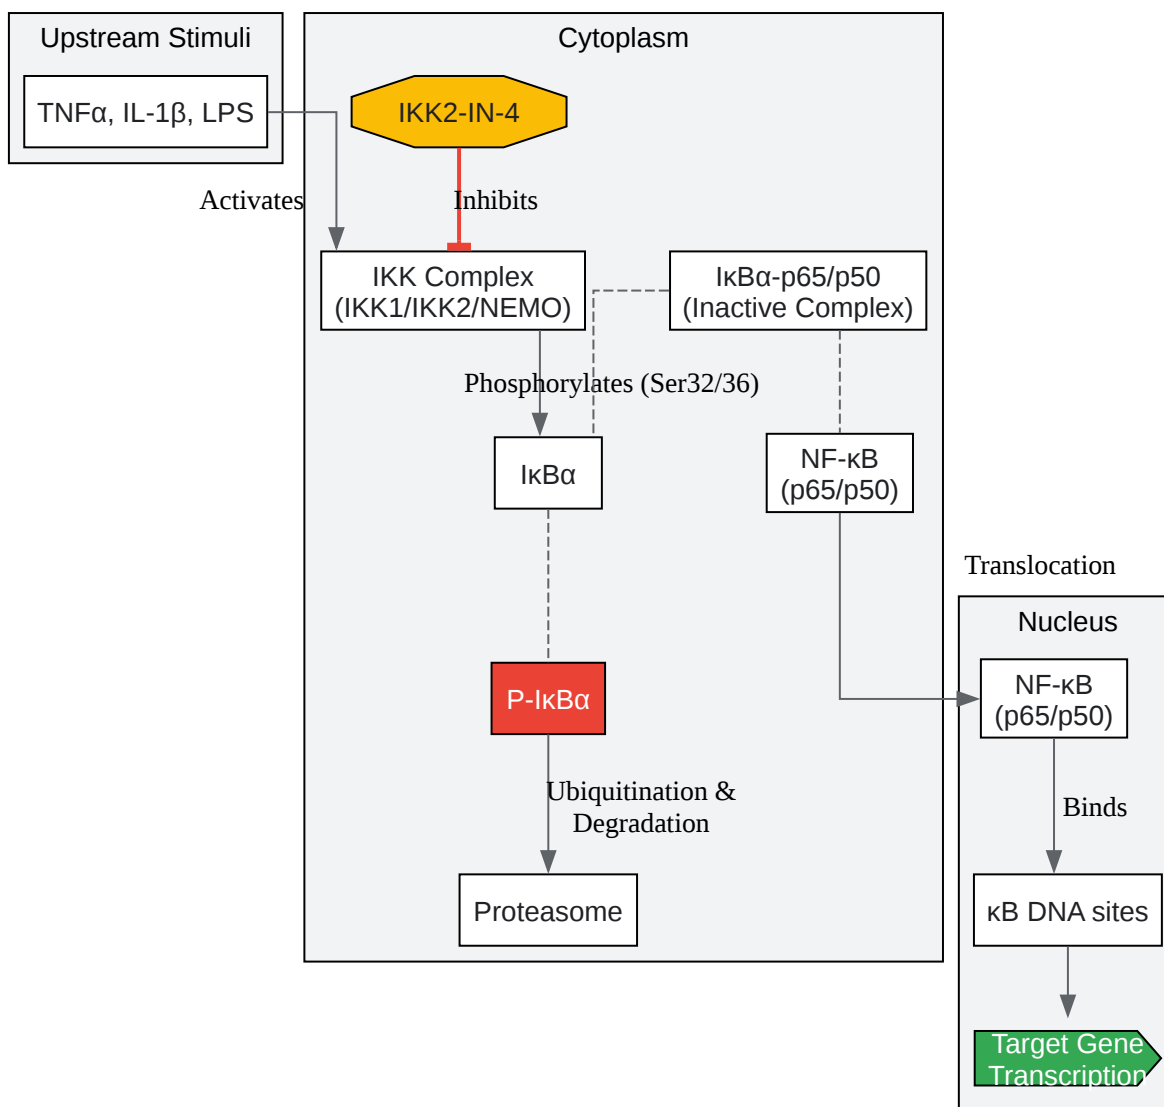 Upstream Stimuli
TNFα, IL-1β, LPS
Cytoplasm
IKK2-IN-4
Activates
Inhibits
IKK Complex
(IKK1/IKK2/NEMO)
IκBα-p65/p50
(Inactive Complex)
Phosphorylates (Ser32/36)
IκBα
NF-κB
(p65/p50)
P-IκBα
Ubiquitination &
Degradation
Proteasome
Translocation
Nucleus
NF-κB
(p65/p50)
Binds
κB DNA sites
Target Gene
Transcription